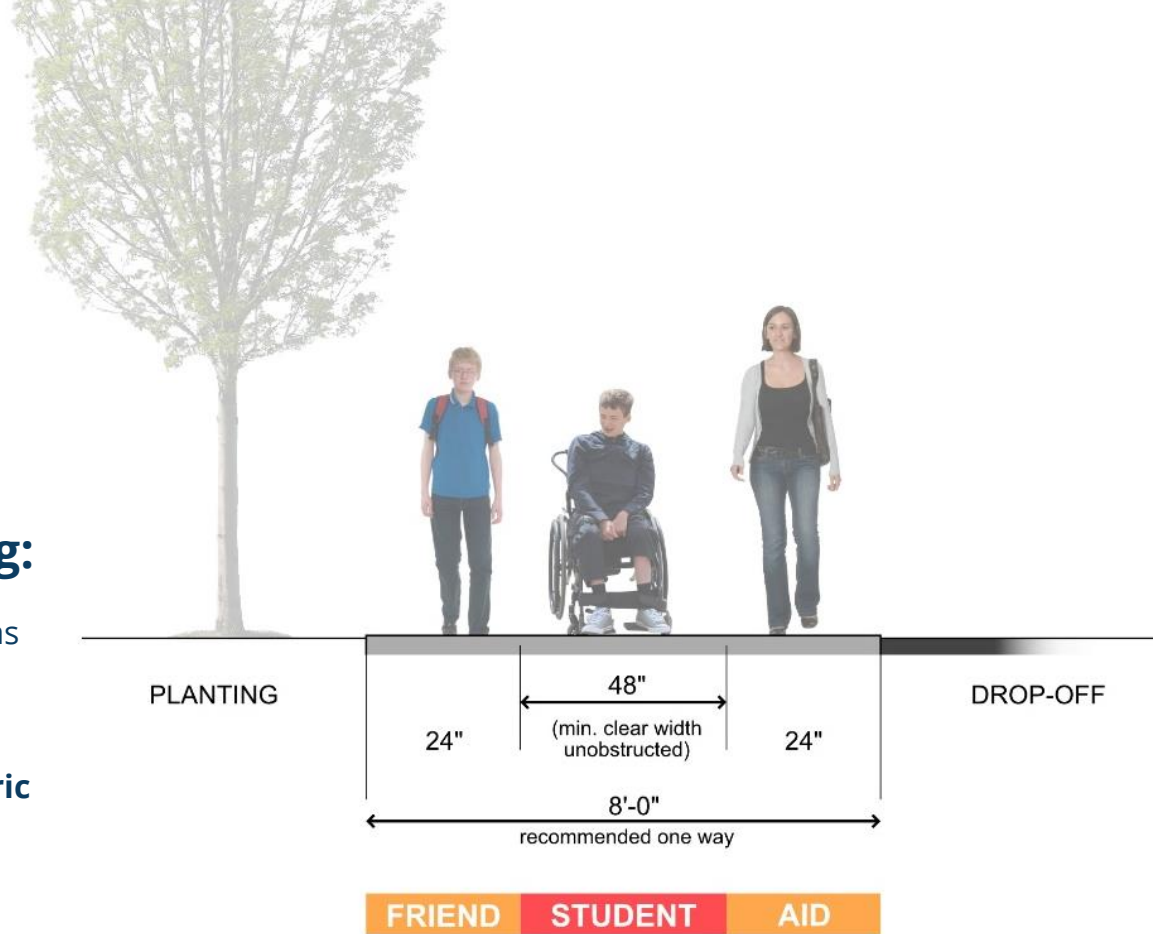 g:
ns
ric
PLANTING
DROP-OFF
24"
48"
(min. clear width
unobstructed)
24"
8'-0"
recommended one way
FRIEND STUDENT AID